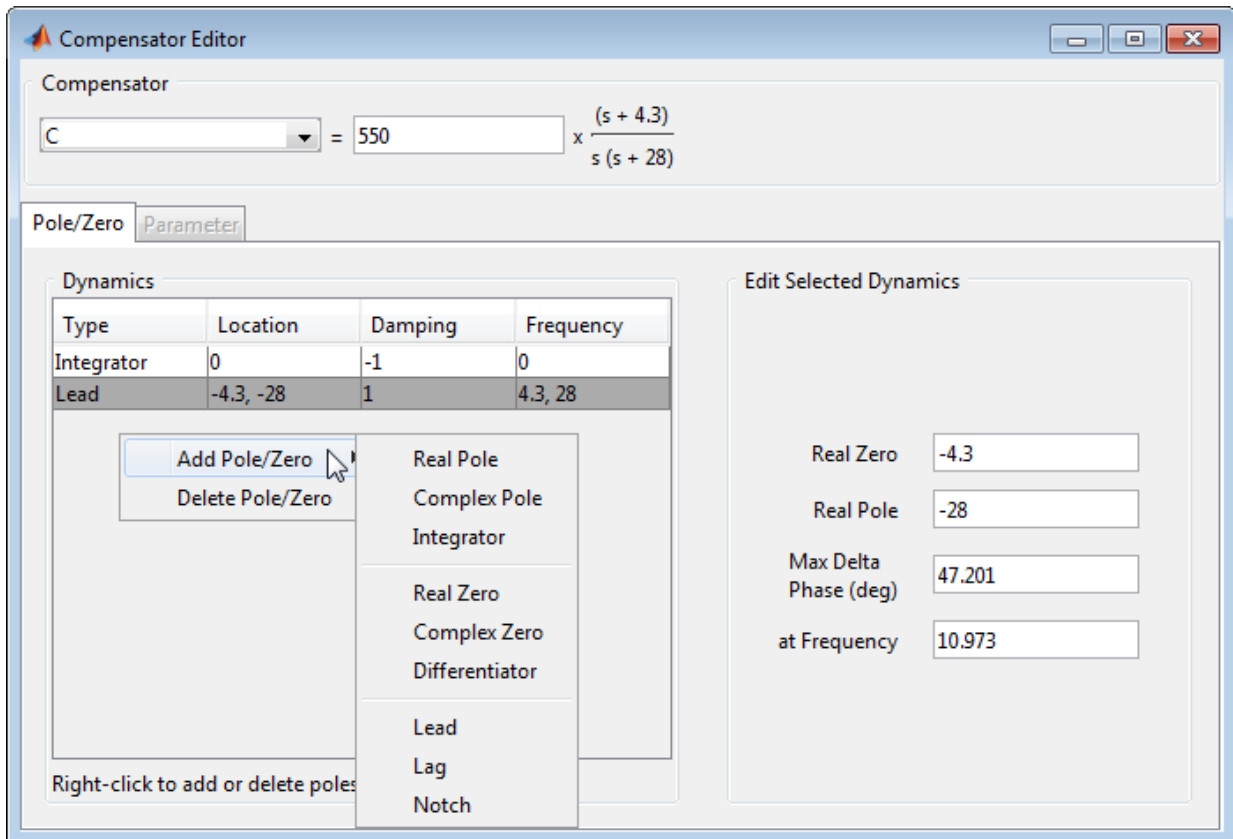 Compensator Editor
Compensator
C = 550 x (s + 4.3)
s (s + 28)
Pole/Zero Parameter
Dynamics
Type Location Damping Frequency
Integrator 0 -1 0
Lead -4.3, -28 1 4.3, 28
Add Pole/Zero
Delete Pole/Zero
Real Pole
Complex Pole
Integrator
Real Zero
Complex Zero
Differentiator
Lead
Lag
Notch
Right-click to add or delete poles
Edit Selected Dynamics
Real Zero -4.3
Real Pole -28
Max Delta
Phase (deg) 47.201
at Frequency 10.973